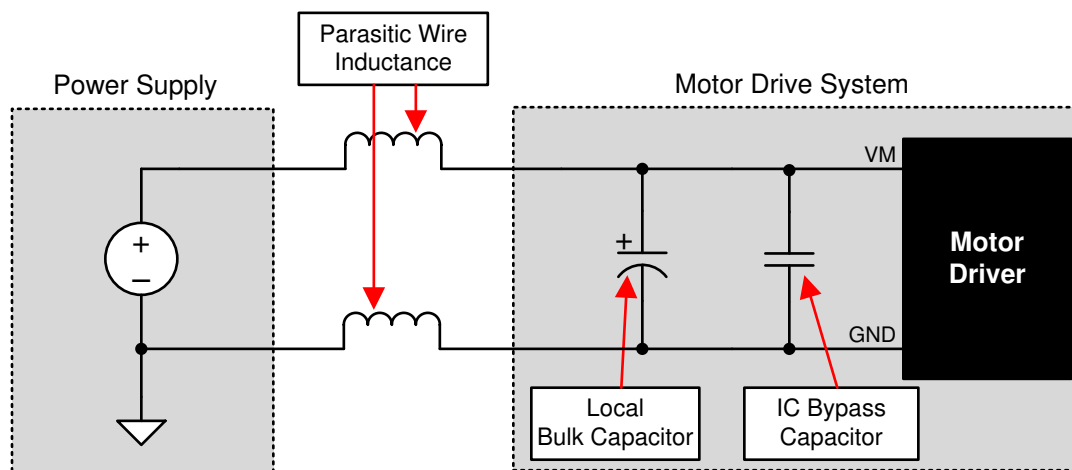 Parasitic Wire
Inductance
Power Supply
Motor Drive System
VM
+
–
+
Motor
Driver
GND
Local
Bulk Capacitor
IC Bypass
Capacitor